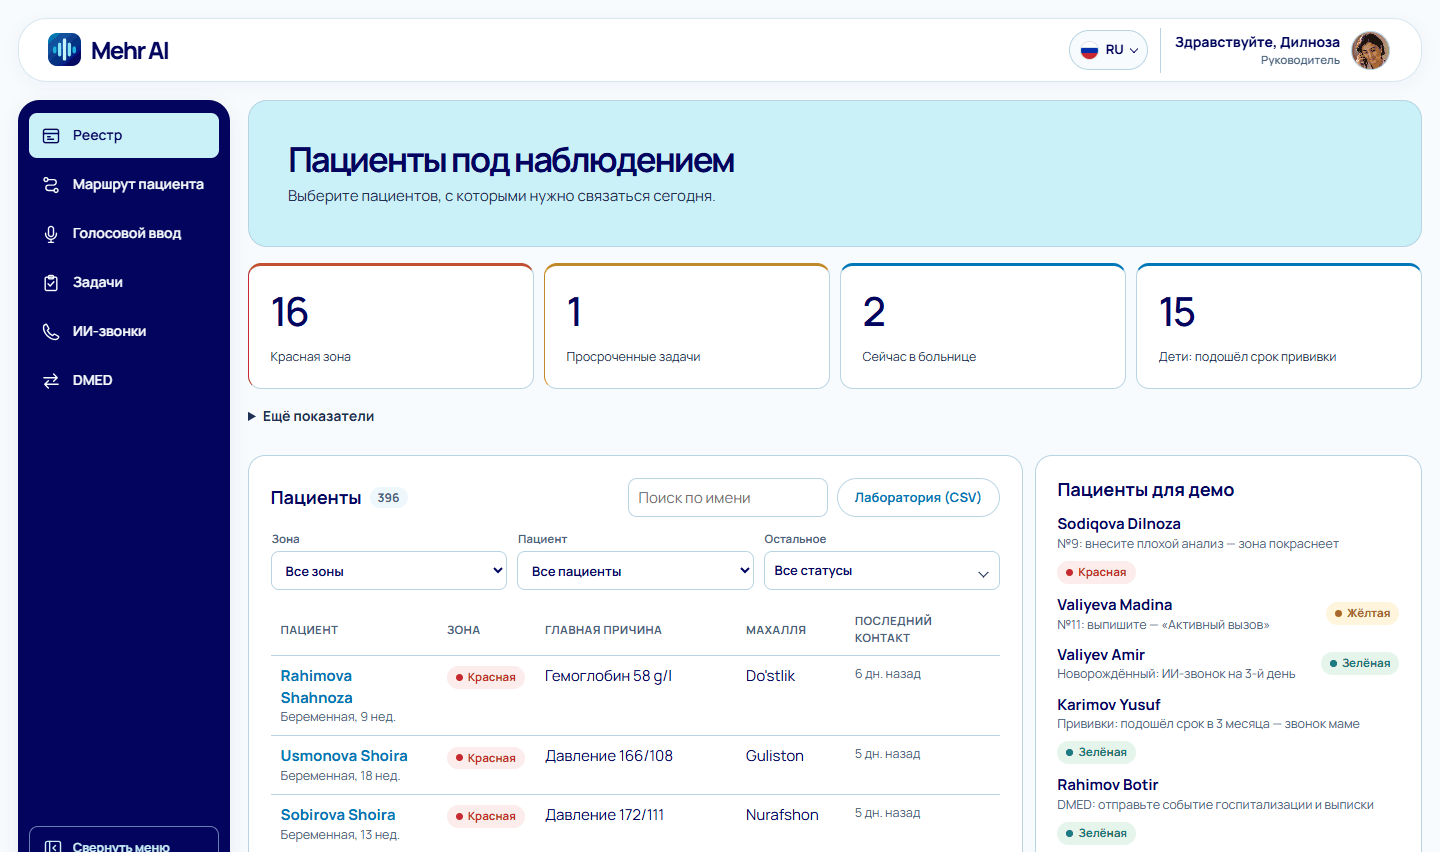 Mehr AI
RU
Здравствуйте, Дилноза
Руководитель
Реестр
Маршрут пациента
Голосовой ввод
Задачи
ИИ-звонки
DMED
Свернуть меню
Пациенты под наблюдением
Выберите пациентов, с которыми нужно связаться сегодня.
16
Красная зона
1
Просроченные задачи
2
Сейчас в больнице
15
Дети: подошёл срок прививки
Ещё показатели
Пациенты 396
Поиск по имени
Лаборатория (CSV)
Зона
Все зоны
Пациент
Все пациенты
Остальное
Все статусы
ПАЦИЕНТ ЗОНА ГЛАВНАЯ ПРИЧИНА МАХАЛЛЯ ПОСЛЕДНИЙ
КОНТАКТ
Rahimova Красная Гемоглобин 58 g/l Do'stlik 6 дн. назад
Shahnoza
Беременная, 9 нед.
Usmonova Shoira Красная Давление 166/108 Guliston 5 дн. назад
Беременная, 18 нед.
Sobirova Shoira Красная Давление 172/111 Nurafshon 5 дн. назад
Беременная, 13 нед.
Пациенты для демо
Sodiqova Dilnoza
№9: внесите плохой анализ — зона покраснеет
Красная
Valiyeva Madina
№11: выпишите — «Активный вызов»
Жёлтая
Valiyev Amir
Новорождённый: ИИ-звонок на 3-й день
Зелёная
Karimov Yusuf
Прививки: подошёл срок в 3 месяца — звонок маме
Зелёная
Rahimov Botir
DMED: отправьте событие госпитализации и выписки
Зелёная